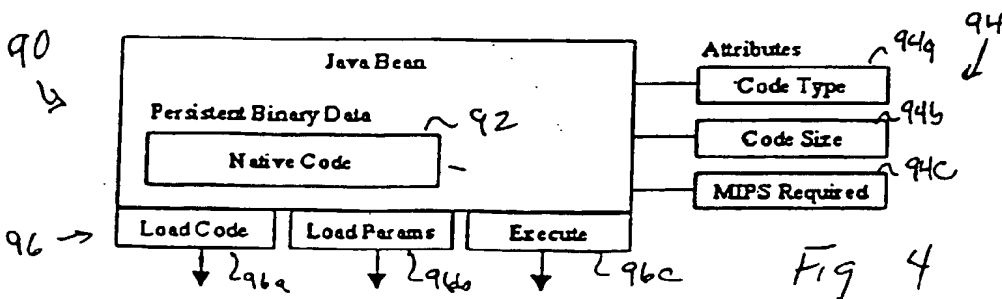 90
Java Bean
Persistent Binary Data
92
Native Code
Load Code
Load Params
Execute
96
96a
96b
96c
Attributes
94
94a
Code Type
94b
Code Size
94c
MIPS Required
Fig 4